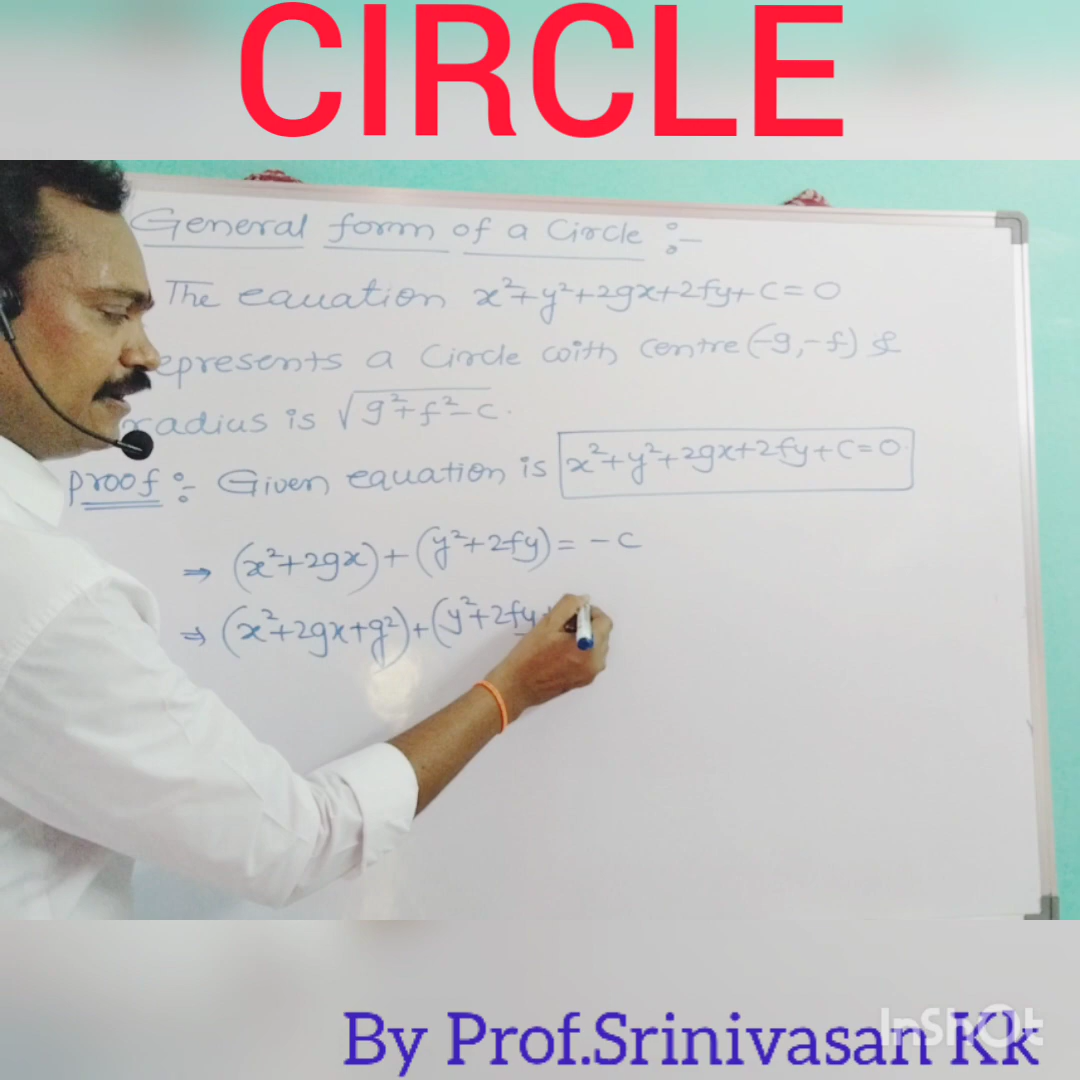 CIRCLE
General form of a Circle :-
The equation x²+y²+2gx+2fy+c=0
epresents a Circle with centre (-g,-f) &
radius is √g²+f²-c.
Proof :- Given equation is x²+y²+2gx+2fy+c=0
⇒ (x²+2gx)+(y²+2fy)= -c
⇒ (x²+2gx+g²)+(y²+2fy+
By Prof.Srinivasan Kk
InShOt